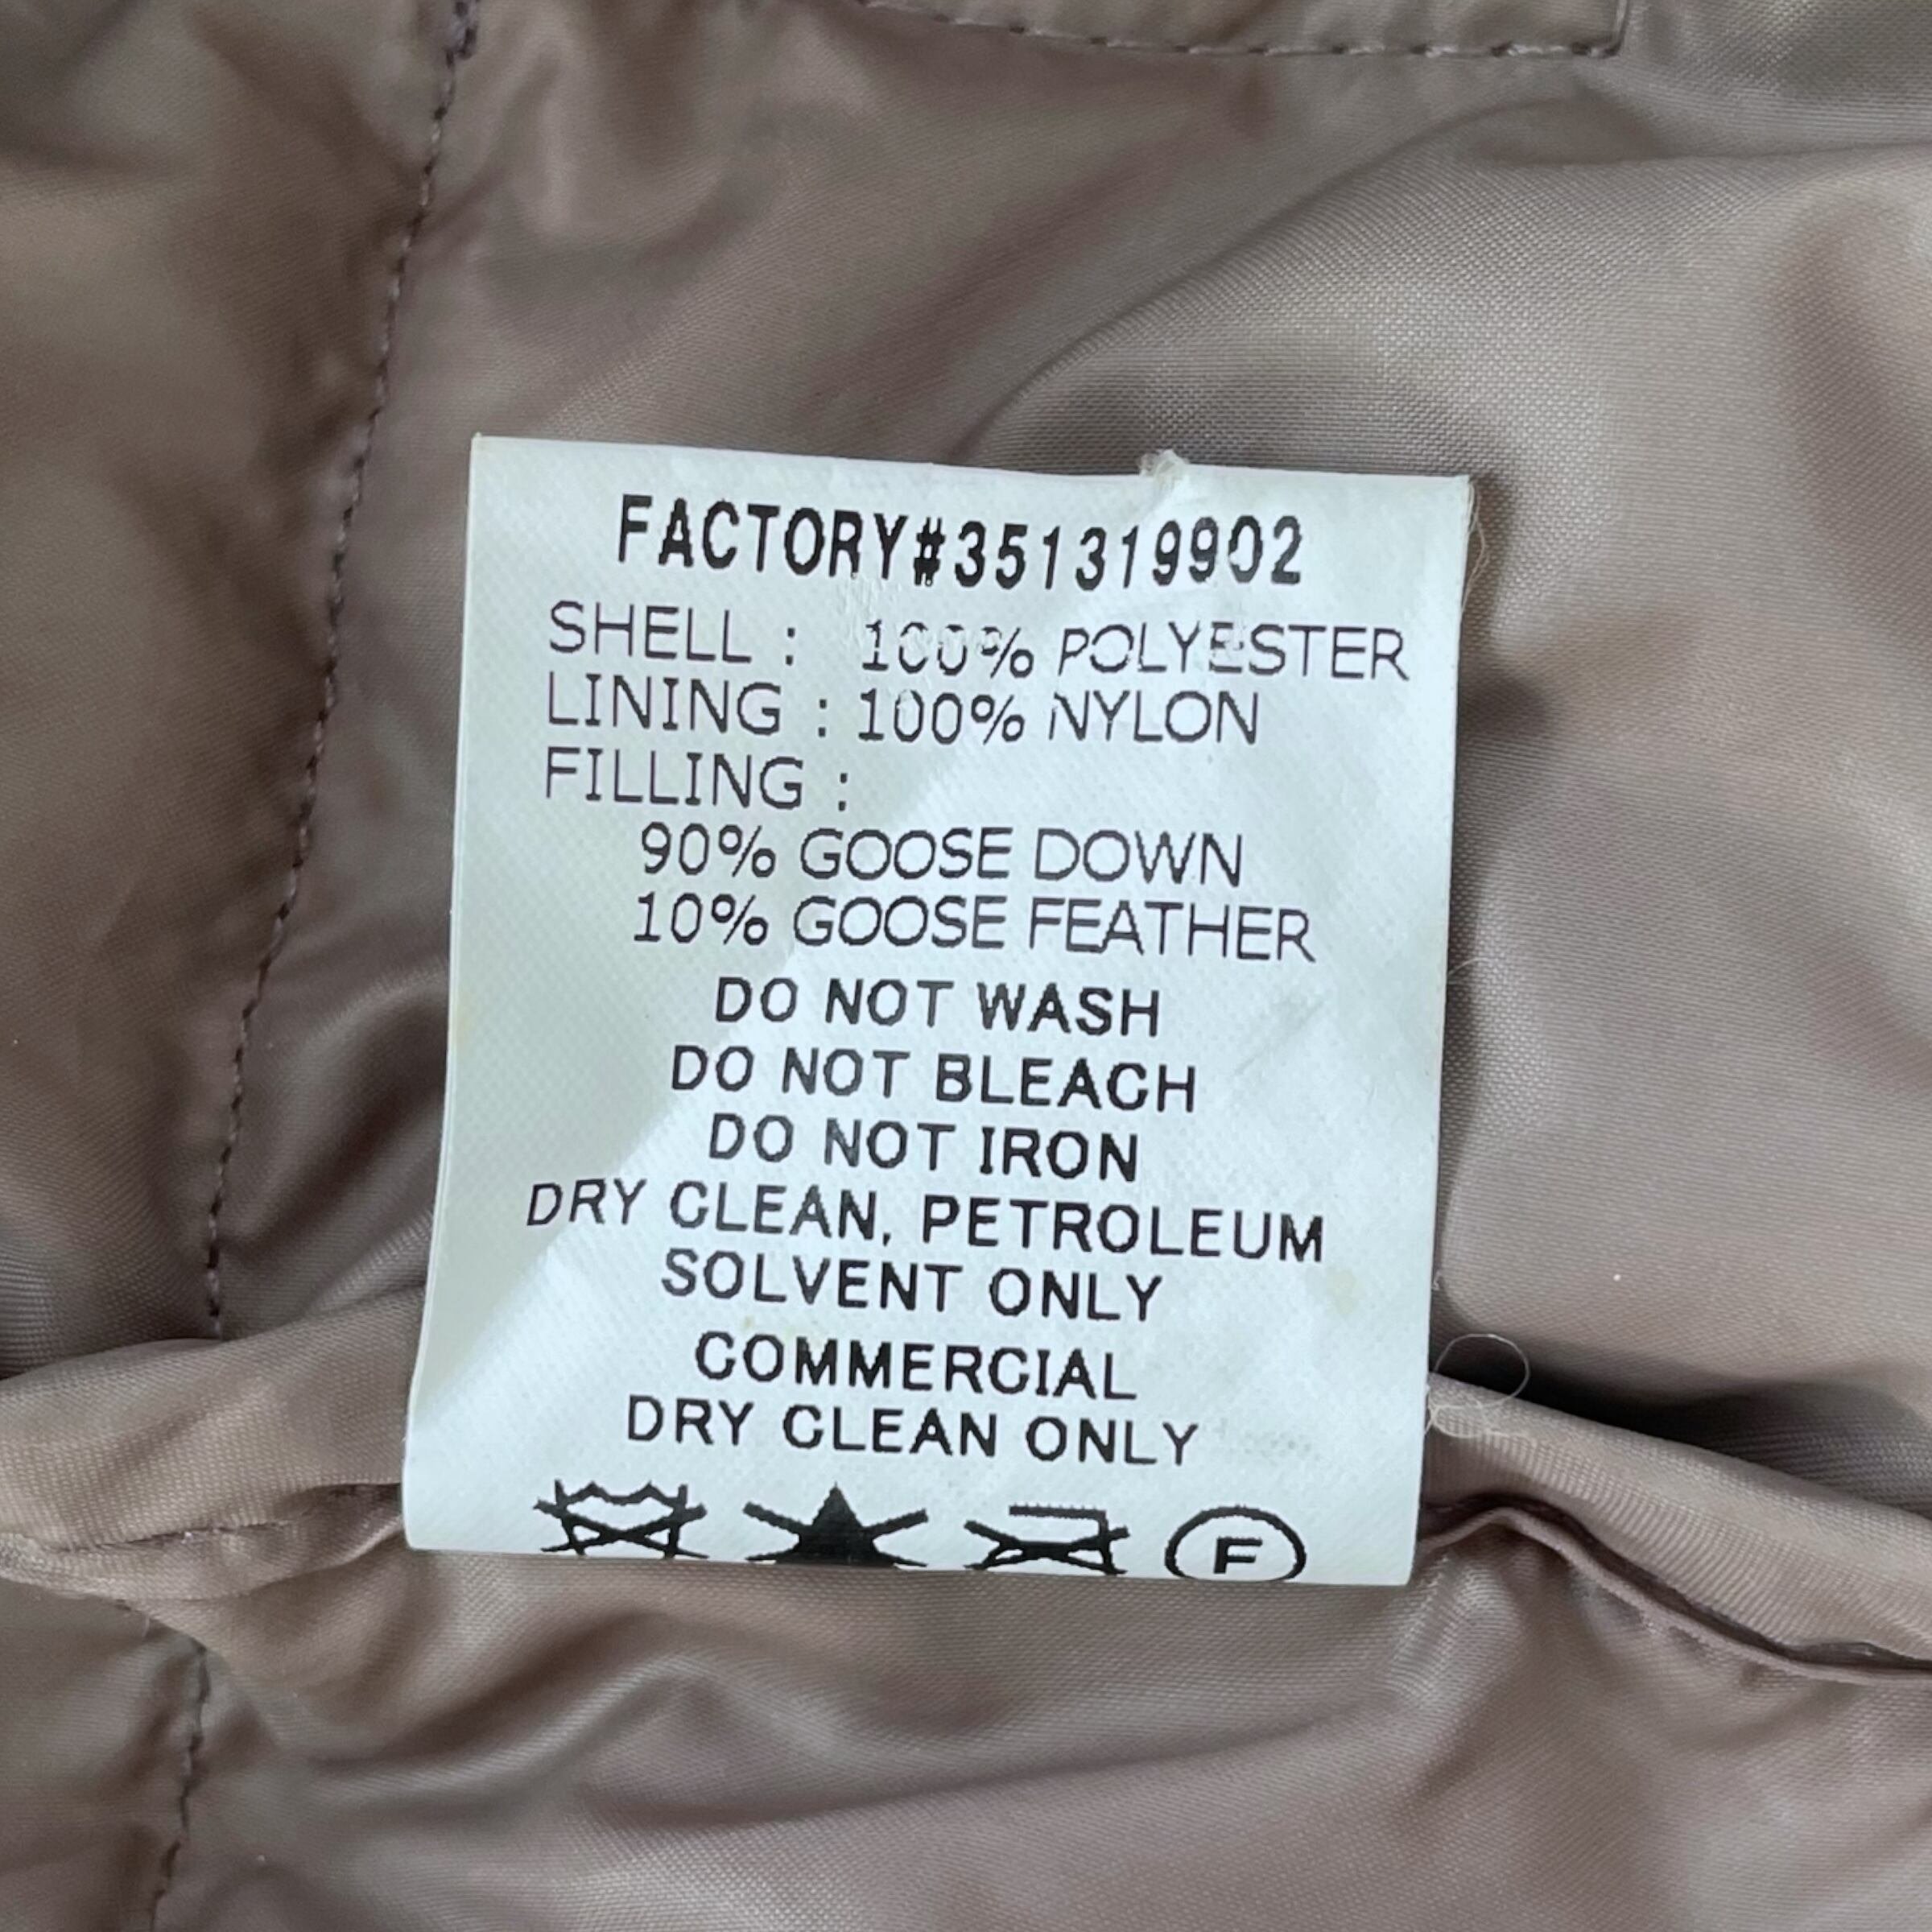 FACTORY#351319902
SHELL : 100% POLYESTER
LINING : 100% NYLON
FILLING :
90% GOOSE DOWN
10% GOOSE FEATHER
DO NOT WASH
DO NOT BLEACH
DO NOT IRON
DRY CLEAN, PETROLEUM
SOLVENT ONLY
COMMERCIAL
DRY CLEAN ONLY
F